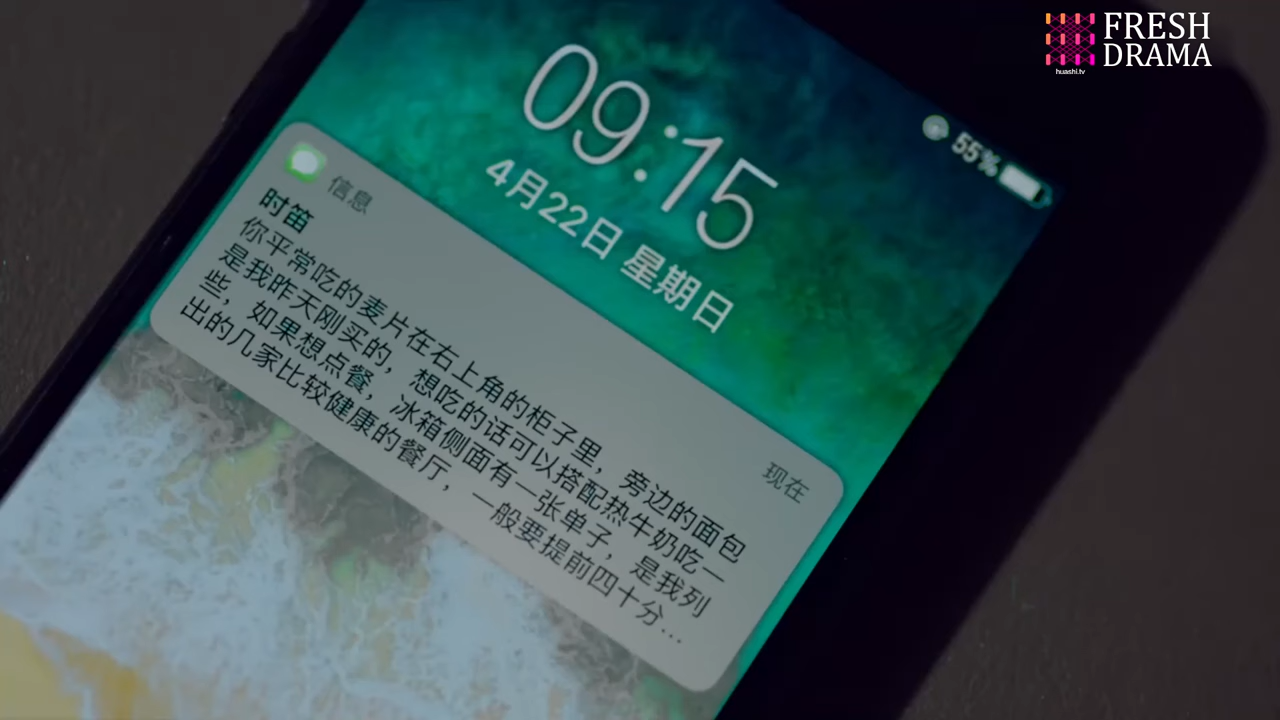 FRESH
DRAMA
huashi.tv
55%
09:15
4月22日 星期日
信息
现在
时笛
你平常吃的麦片在右上角的柜子里，旁边的面包
是我昨天刚买的，想吃的话可以搭配热牛奶吃一
些，如果想点餐，冰箱侧面有一张单子，是我列
出的几家比较健康的餐厅，一般要提前四十分...